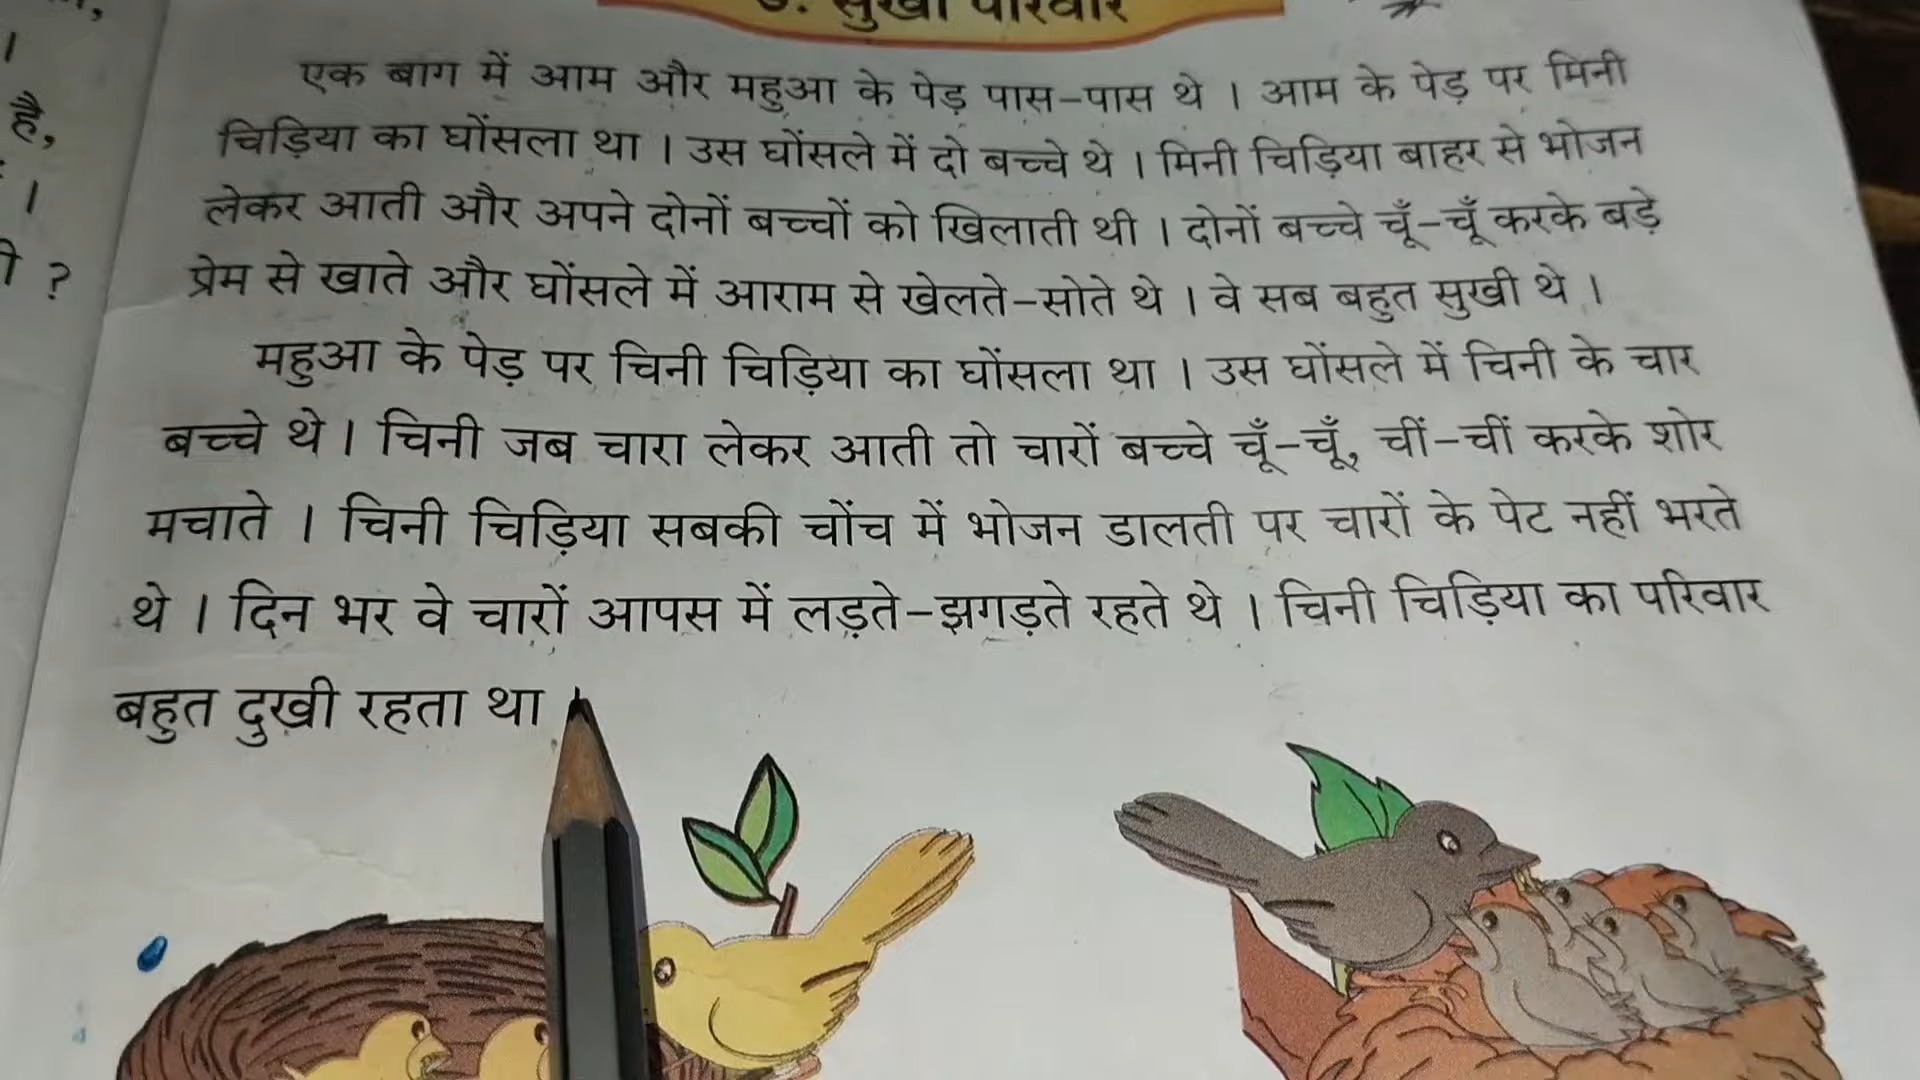 सुखी परिवार
एक बाग में आम और महुआ के पेड़ पास-पास थे । आम के पेड़ पर मिनी
चिड़िया का घोंसला था । उस घोंसले में दो बच्चे थे । मिनी चिड़िया बाहर से भोजन
लेकर आती और अपने दोनों बच्चों को खिलाती थी । दोनों बच्चे चूँ-चूँ करके बड़े
प्रेम से खाते और घोंसले में आराम से खेलते-सोते थे । वे सब बहुत सुखी थे ।
महुआ के पेड़ पर चिनी चिड़िया का घोंसला था । उस घोंसले में चिनी के चार
बच्चे थे । चिनी जब चारा लेकर आती तो चारों बच्चे चूँ-चूँ, चीं-चीं करके शोर
मचाते । चिनी चिड़िया सबकी चोंच में भोजन डालती पर चारों के पेट नहीं भरते
थे । दिन भर वे चारों आपस में लड़ते-झगड़ते रहते थे । चिनी चिड़िया का परिवार
बहुत दुखी रहता था
है,
?